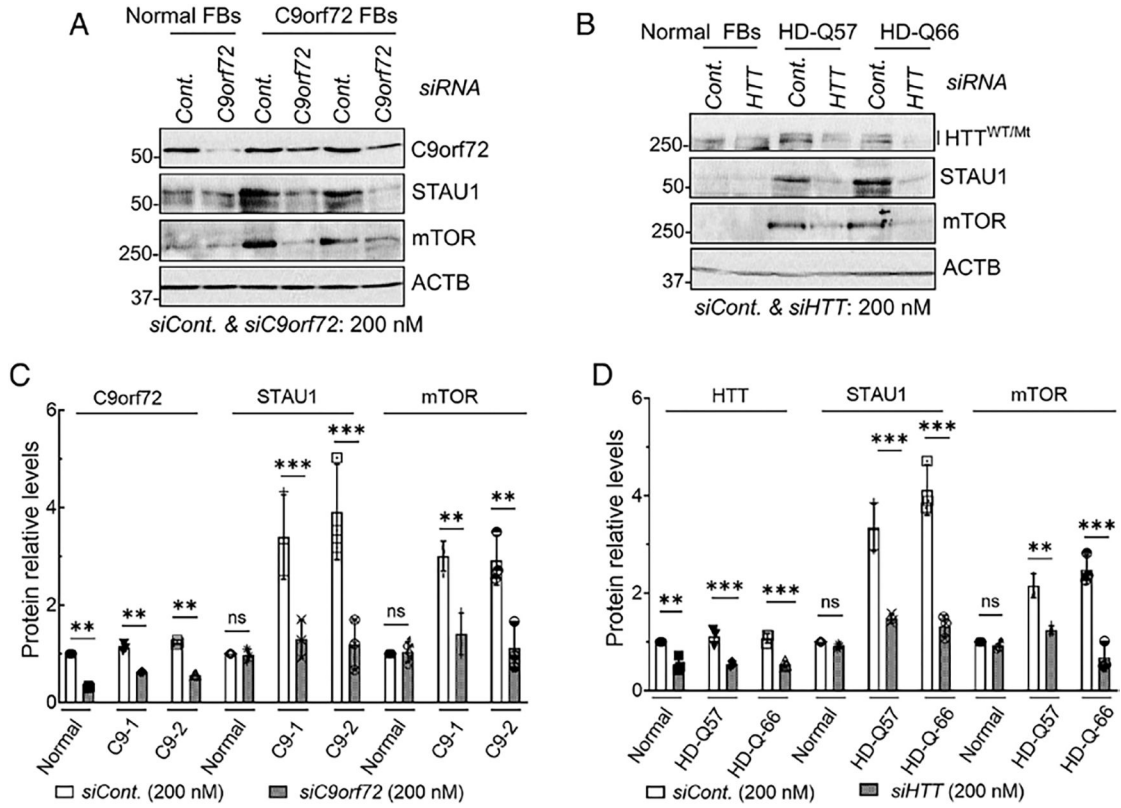 A
Normal FBs C9orf72 FBs
Cont. C9orf72 Cont. C9orf72 Cont. C9orf72 siRNA
50- C9orf72
50- STAU1
250- mTOR
37- ACTB
siCont. & siC9orf72: 200 nM
B
Normal FBs HD-Q57 HD-Q66
Cont. HTT Cont. HTT Cont. HTT siRNA
250- HTTWT/Mt
50- STAU1
250- mTOR
37- ACTB
siCont. & siHTT: 200 nM
C
C9orf72 STAU1 mTOR
Protein relative levels
6
4
2
0
** ** ** ns *** *** ns ** **
Normal C9-1 C9-2 Normal C9-1 C9-2 Normal C9-1 C9-2
siCont. (200 nM) siC9orf72 (200 nM)
D
HTT STAU1 mTOR
Protein relative levels
6
4
2
0
** *** *** ns *** *** ns ** ***
Normal HD-Q57 HD-Q-66 Normal HD-Q57 HD-Q-66 Normal HD-Q57 HD-Q-66
siCont. (200 nM) siHTT (200 nM)